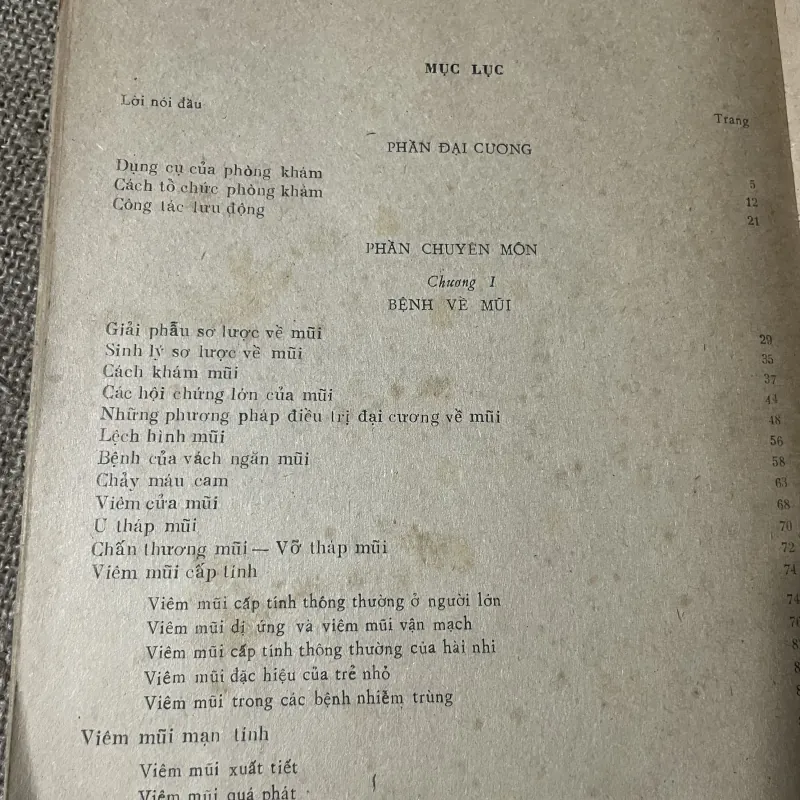 MỤC LỤC
Lời nói đầu
Trang
PHẦN ĐẠI CƯƠNG
Dụng cụ của phòng khám 5
Cách tổ chức phòng khám 12
Công tác lưu động 21
PHẦN CHUYÊN MÔN
Chương I
BỆNH VỀ MŨI
Giải phẫu sơ lược về mũi 29
Sinh lý sơ lược về mũi 35
Cách khám mũi 37
Các hội chứng lớn của mũi 44
Những phương pháp điều trị đại cương về mũi 48
Lệch hình mũi 56
Bệnh của vách ngăn mũi 58
Chảy máu cam 63
Viêm cửa mũi 68
U tháp mũi 70
Chấn thương mũi — Vỡ tháp mũi 72
Viêm mũi cấp tính 74
Viêm mũi cấp tính thông thường ở người lớn 74
Viêm mũi dị ứng và viêm mũi vận mạch
Viêm mũi cấp tính thông thường của hài nhi
Viêm mũi đặc hiệu của trẻ nhỏ
Viêm mũi trong các bệnh nhiễm trùng
Viêm mũi mạn tính
Viêm mũi xuất tiết
Viêm mũi quá phát